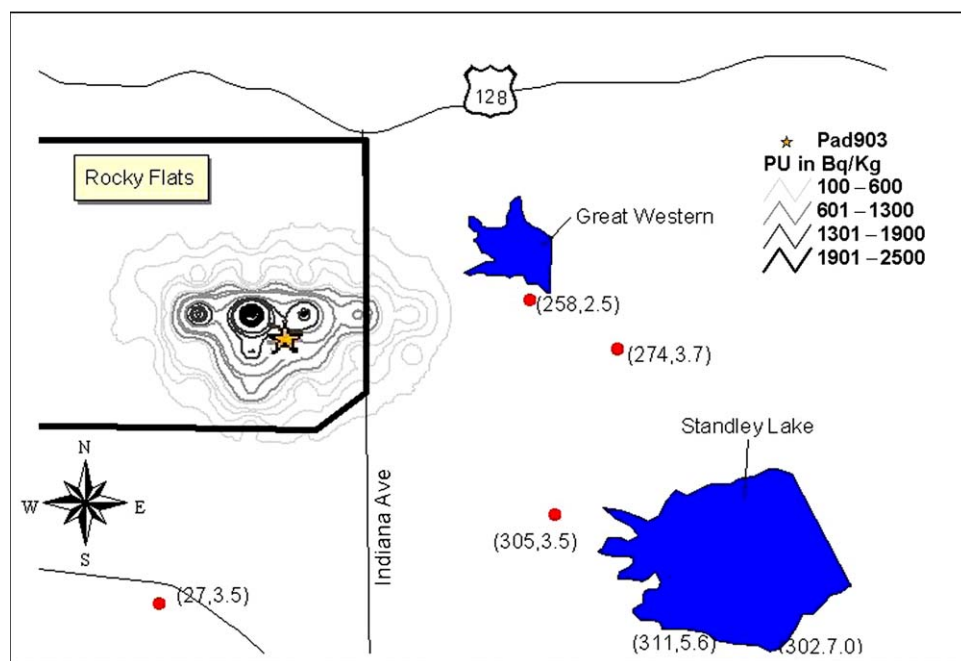 128
Pad903
PU in Bq/Kg
100 – 600
601 – 1300
1301 – 1900
1901 – 2500
Rocky Flats
Great Western
(258,2.5)
(274,3.7)
Standley Lake
N
W E
S
Indiana Ave
(305,3.5)
(27,3.5)
(311,5.6)
(302.7.0)